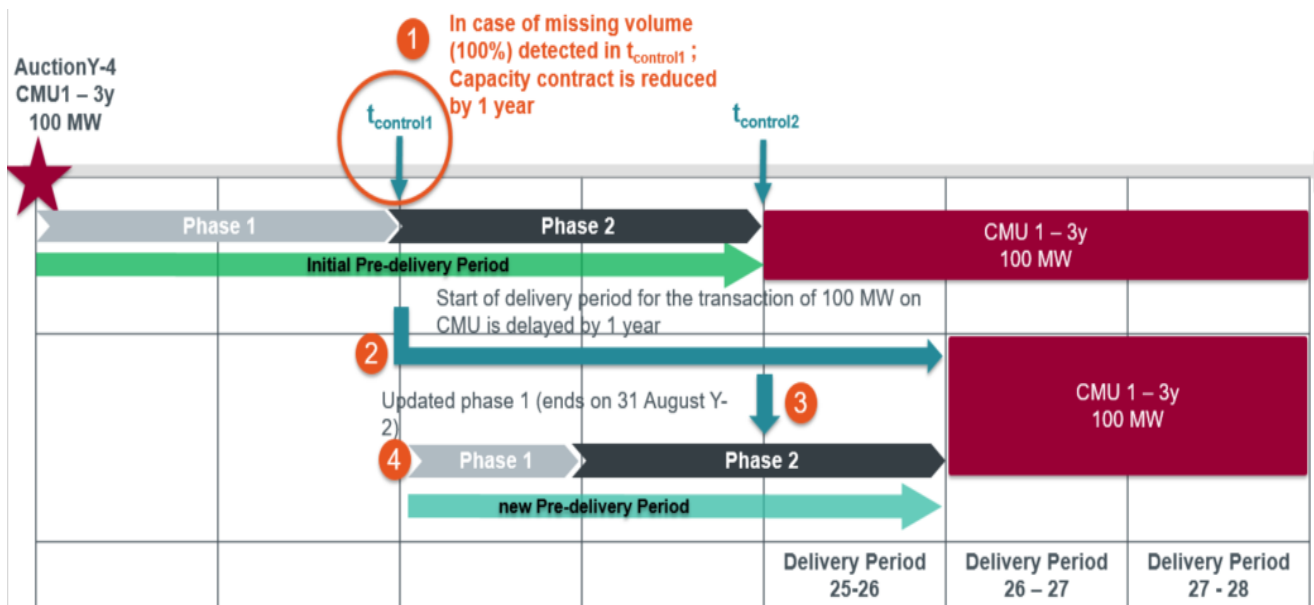 AuctionY-4
CMU1 – 3y
100 MW
1
In case of missing volume
(100%) detected in tcontrol1 ;
Capacity contract is reduced
by 1 year
tcontrol1
tcontrol2
Phase 1
Phase 2
Initial Pre-delivery Period
CMU 1 – 3y
100 MW
Start of delivery period for the transaction of 100 MW on
CMU is delayed by 1 year
2
3
Updated phase 1 (ends on 31 August Y-
2)
4
Phase 1
Phase 2
new Pre-delivery Period
CMU 1 – 3y
100 MW
Delivery Period
25-26
Delivery Period
26 – 27
Delivery Period
27 - 28